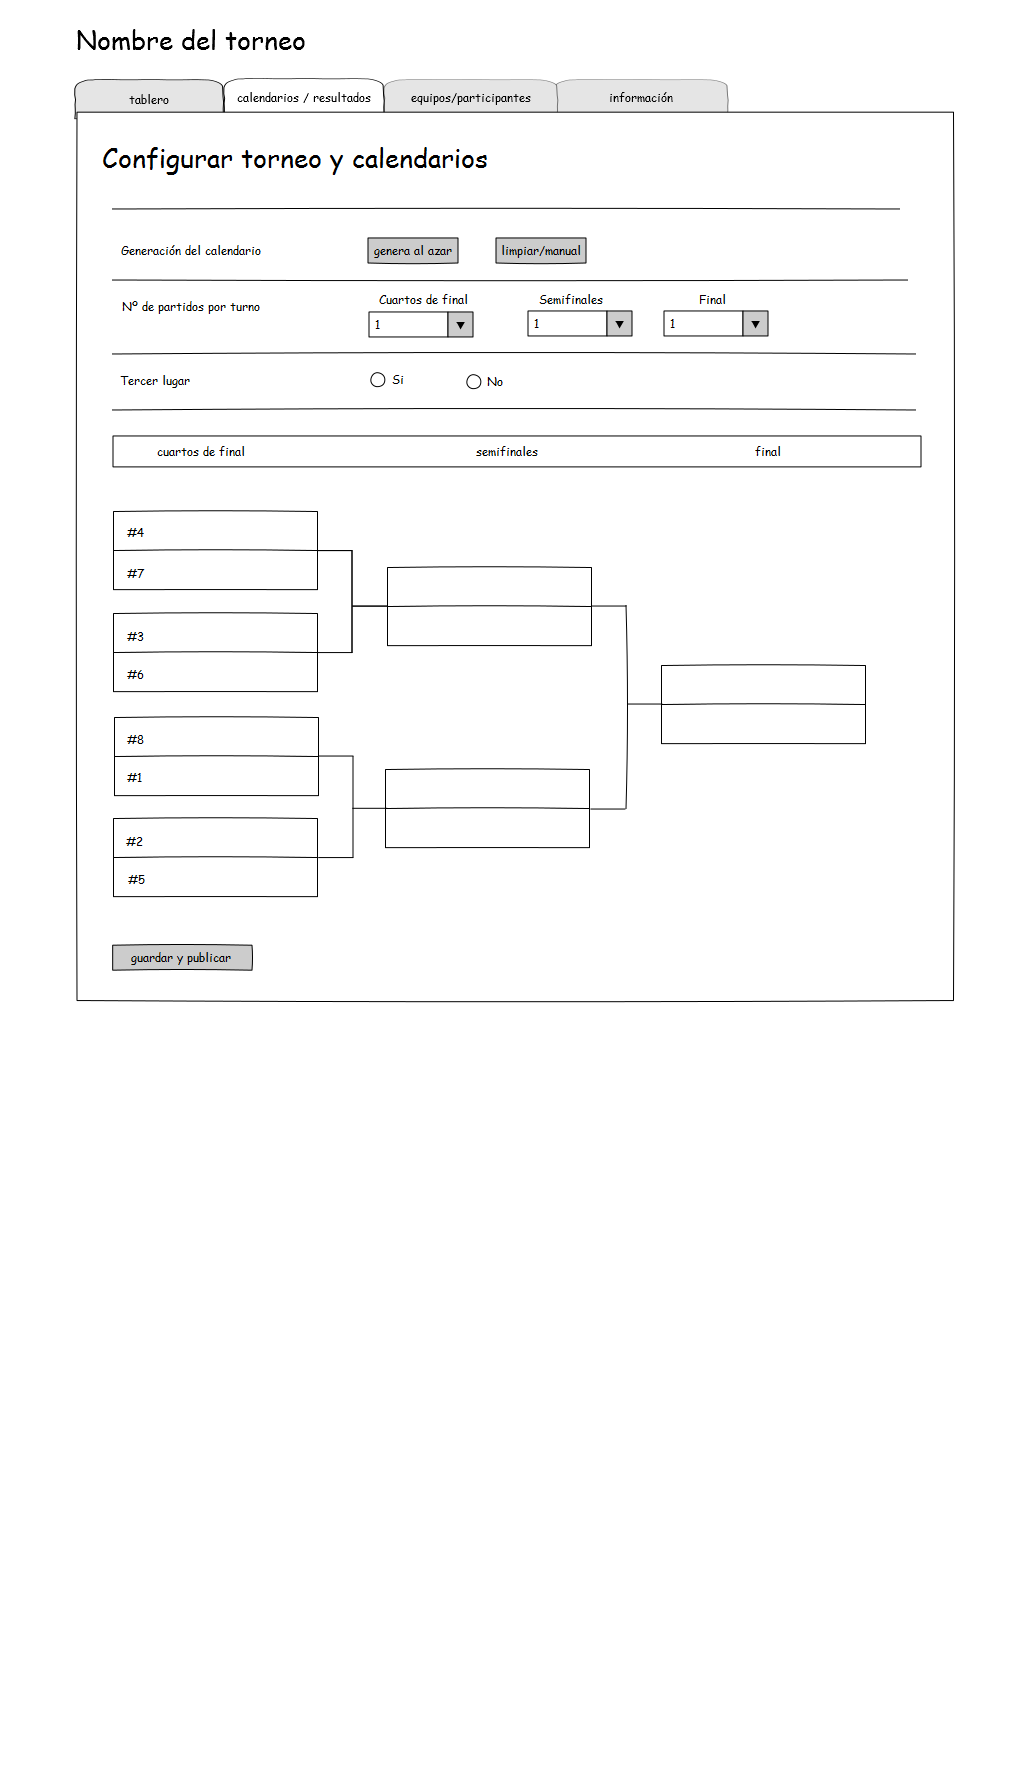 Nombre del torneo
tablero
calendarios / resultados
equipos/participantes
información
Configurar torneo y calendarios
Generación del calendario
genera al azar
limpiar/manual
Nº de partidos por turno
Cuartos de final
Semifinales
Final
1
1
1
Tercer lugar
Si
No
cuartos de final
semifinales
final
#4
#7
#3
#6
#8
#1
#2
#5
guardar y publicar